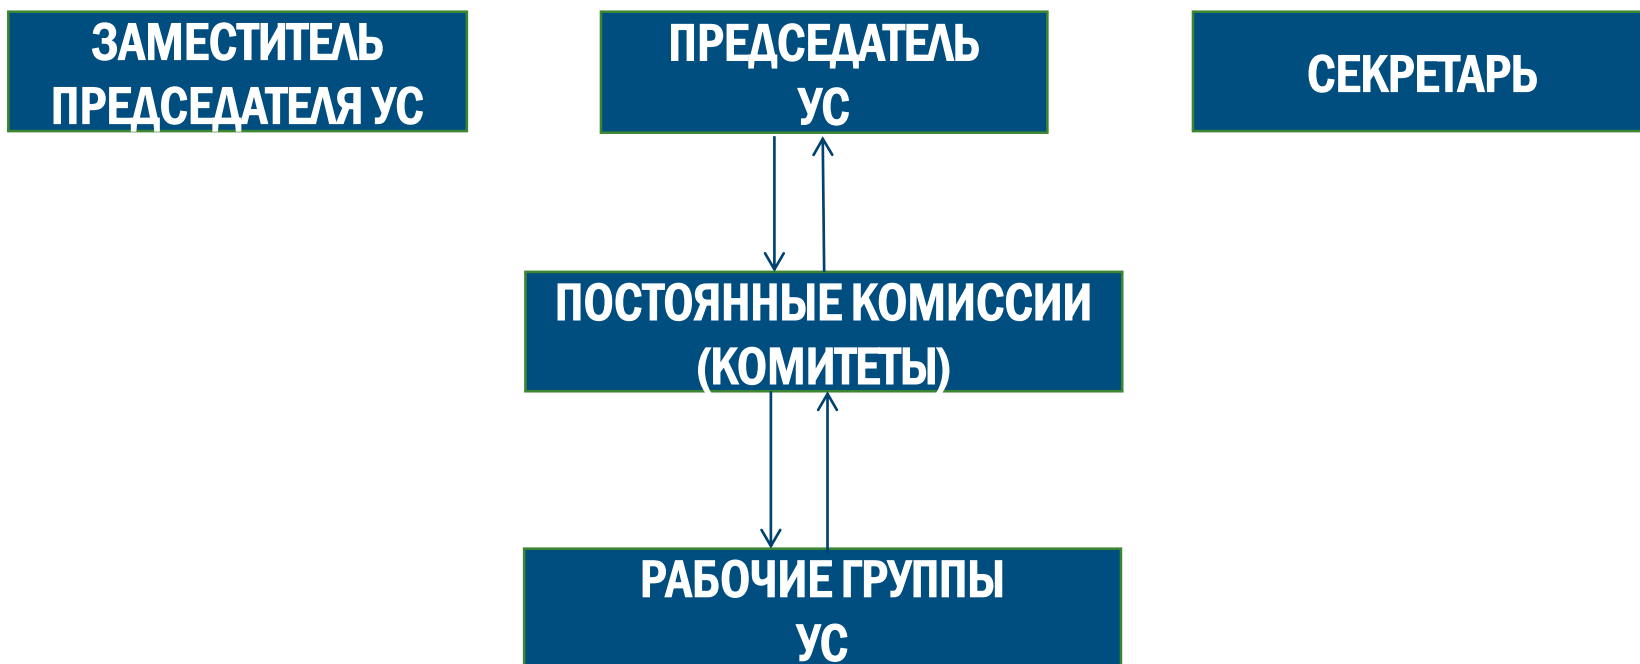 ЗАМЕСТИТЕЛЬ
ПРЕДСЕДАТЕЛЯ УС
ПРЕДСЕДАТЕЛЬ
УС
СЕКРЕТАРЬ
ПОСТОЯННЫЕ КОМИССИИ
(КОМИТЕТЫ)
РАБОЧИЕ ГРУППЫ
УС